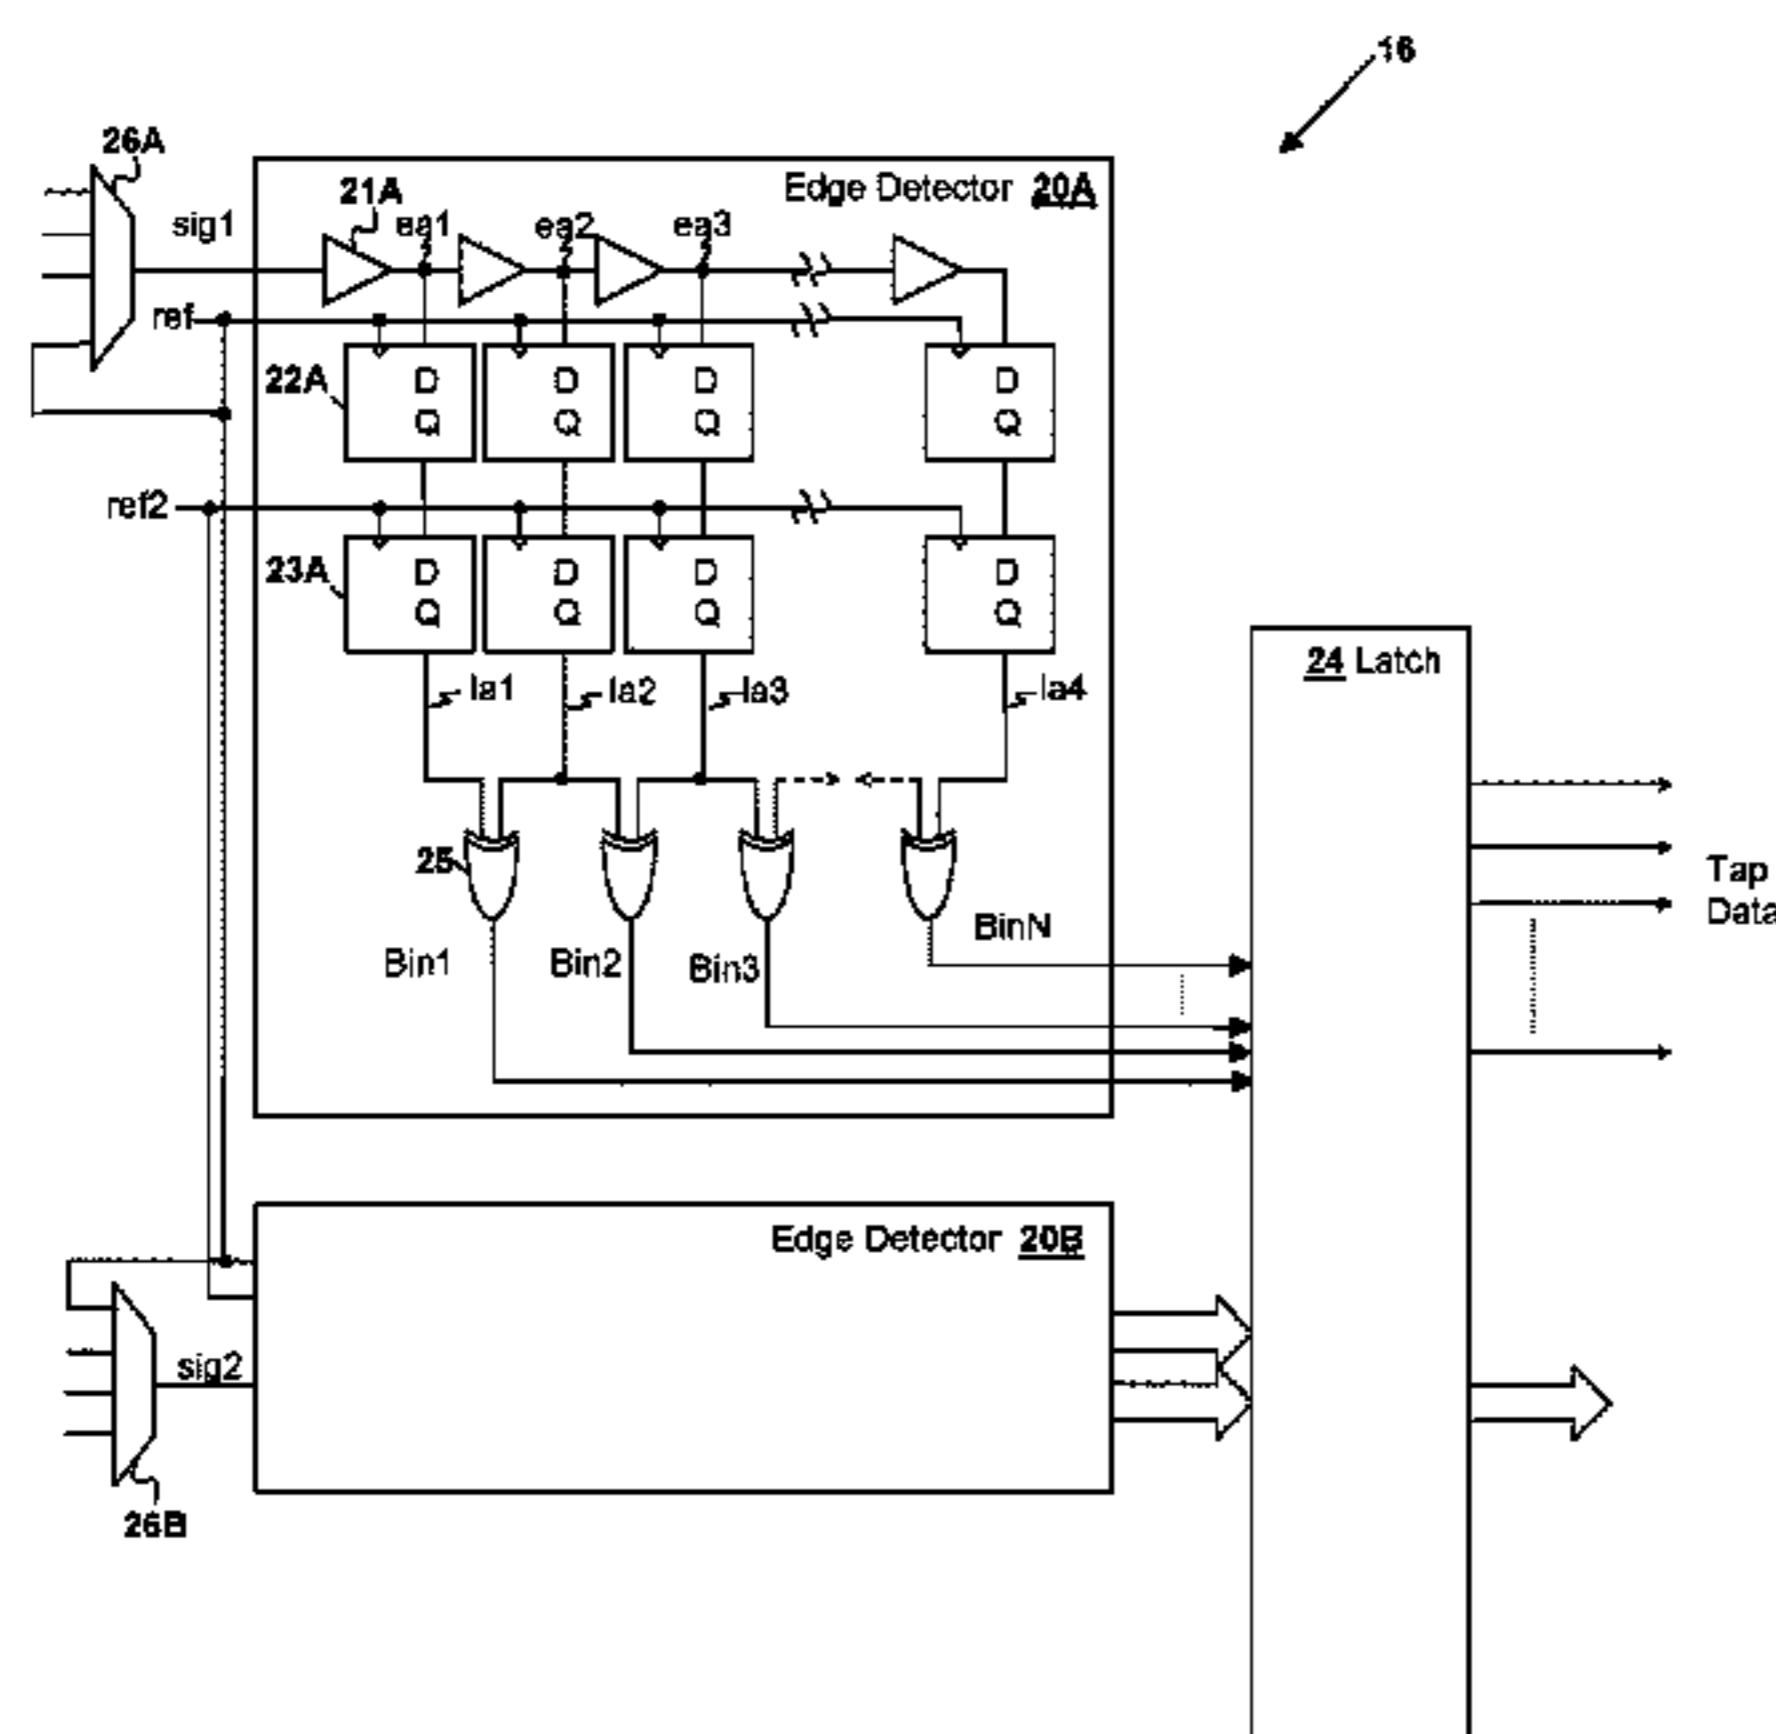 16
26A
21A
Edge Detector 20A
sig1
ea1
ea2
ea3
ref
22A
D
Q
D
Q
D
Q
D
Q
ref2
23A
D
Q
D
Q
D
Q
D
Q
la1
la2
la3
la4
24 Latch
25
Tap
Data
Bin1
Bin2
Bin3
BinN
Edge Detector 20B
sig2
26B